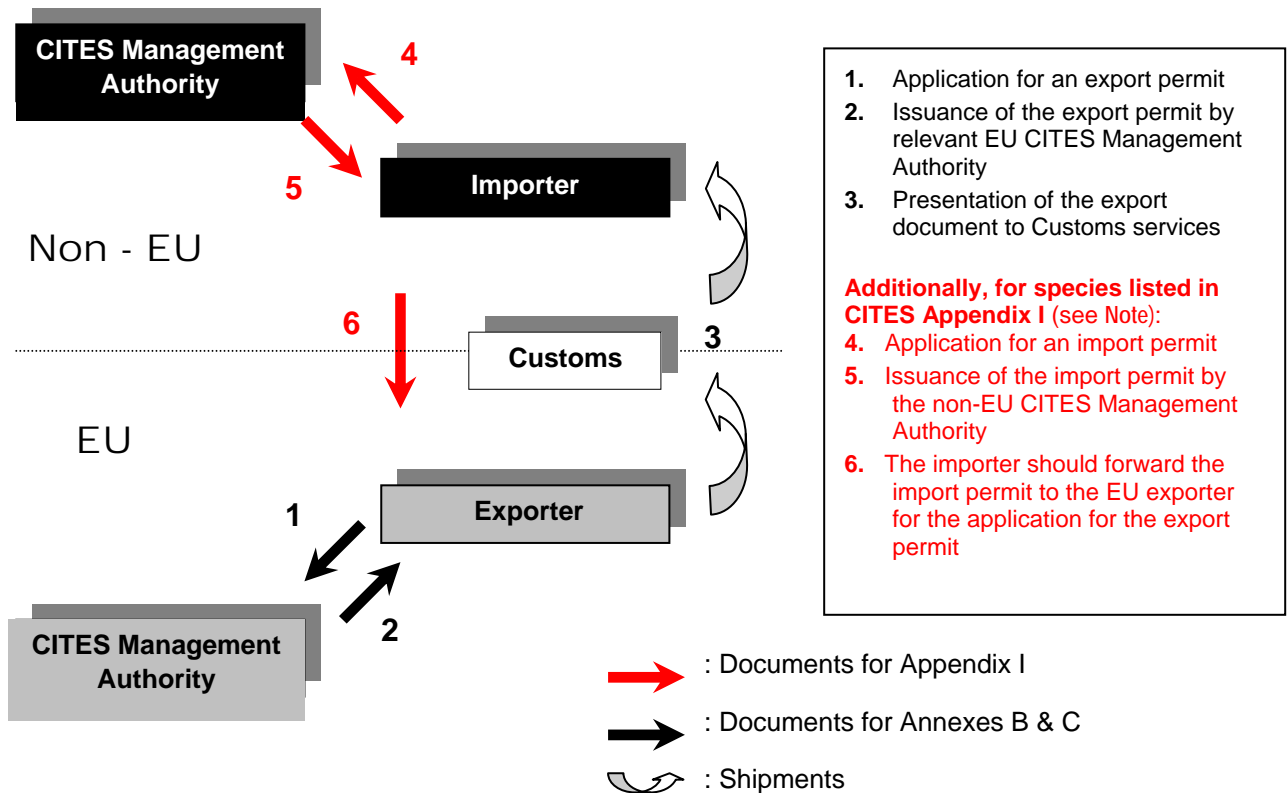 CITES Management
Authority
4
5
Importer
Non - EU
6
3
Customs
EU
1
Exporter
2
CITES Management
Authority
1. Application for an export permit
2. Issuance of the export permit by
relevant EU CITES Management
Authority
3. Presentation of the export
document to Customs services
Additionally, for species listed in
CITES Appendix I (see Note):
4. Application for an import permit
5. Issuance of the import permit by
the non-EU CITES Management
Authority
6. The importer should forward the
import permit to the EU exporter
for the application for the export
permit
: Documents for Appendix I
: Documents for Annexes B & C
: Shipments